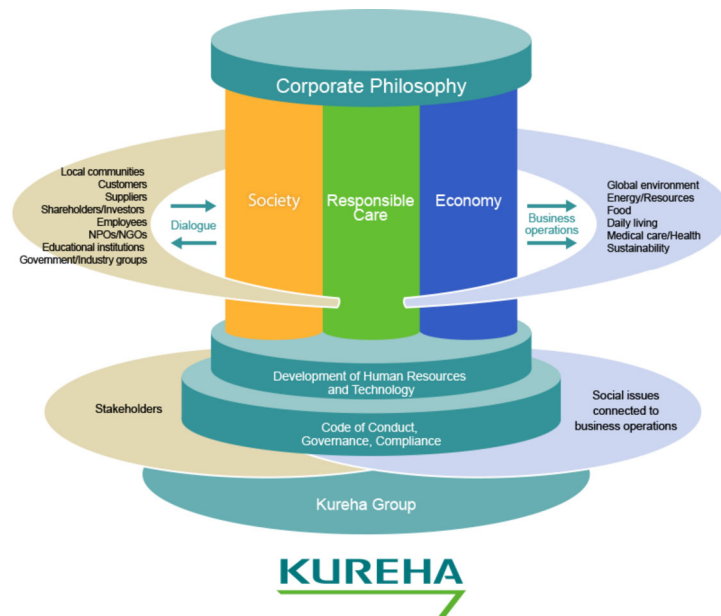 Corporate Philosophy
Local communities
Customers
Suppliers
Shareholders/Investors
Employees
NPOs/NGOs
Educational institutions
Government/Industry groups
Dialogue
Society
Responsible
Care
Economy
Business
operations
Global environment
Energy/Resources
Food
Daily living
Medical care/Health
Sustainability
Development of Human Resources
and Technology
Stakeholders
Code of Conduct,
Governance, Compliance
Social issues
connected to
business operations
Kureha Group
KUREHA